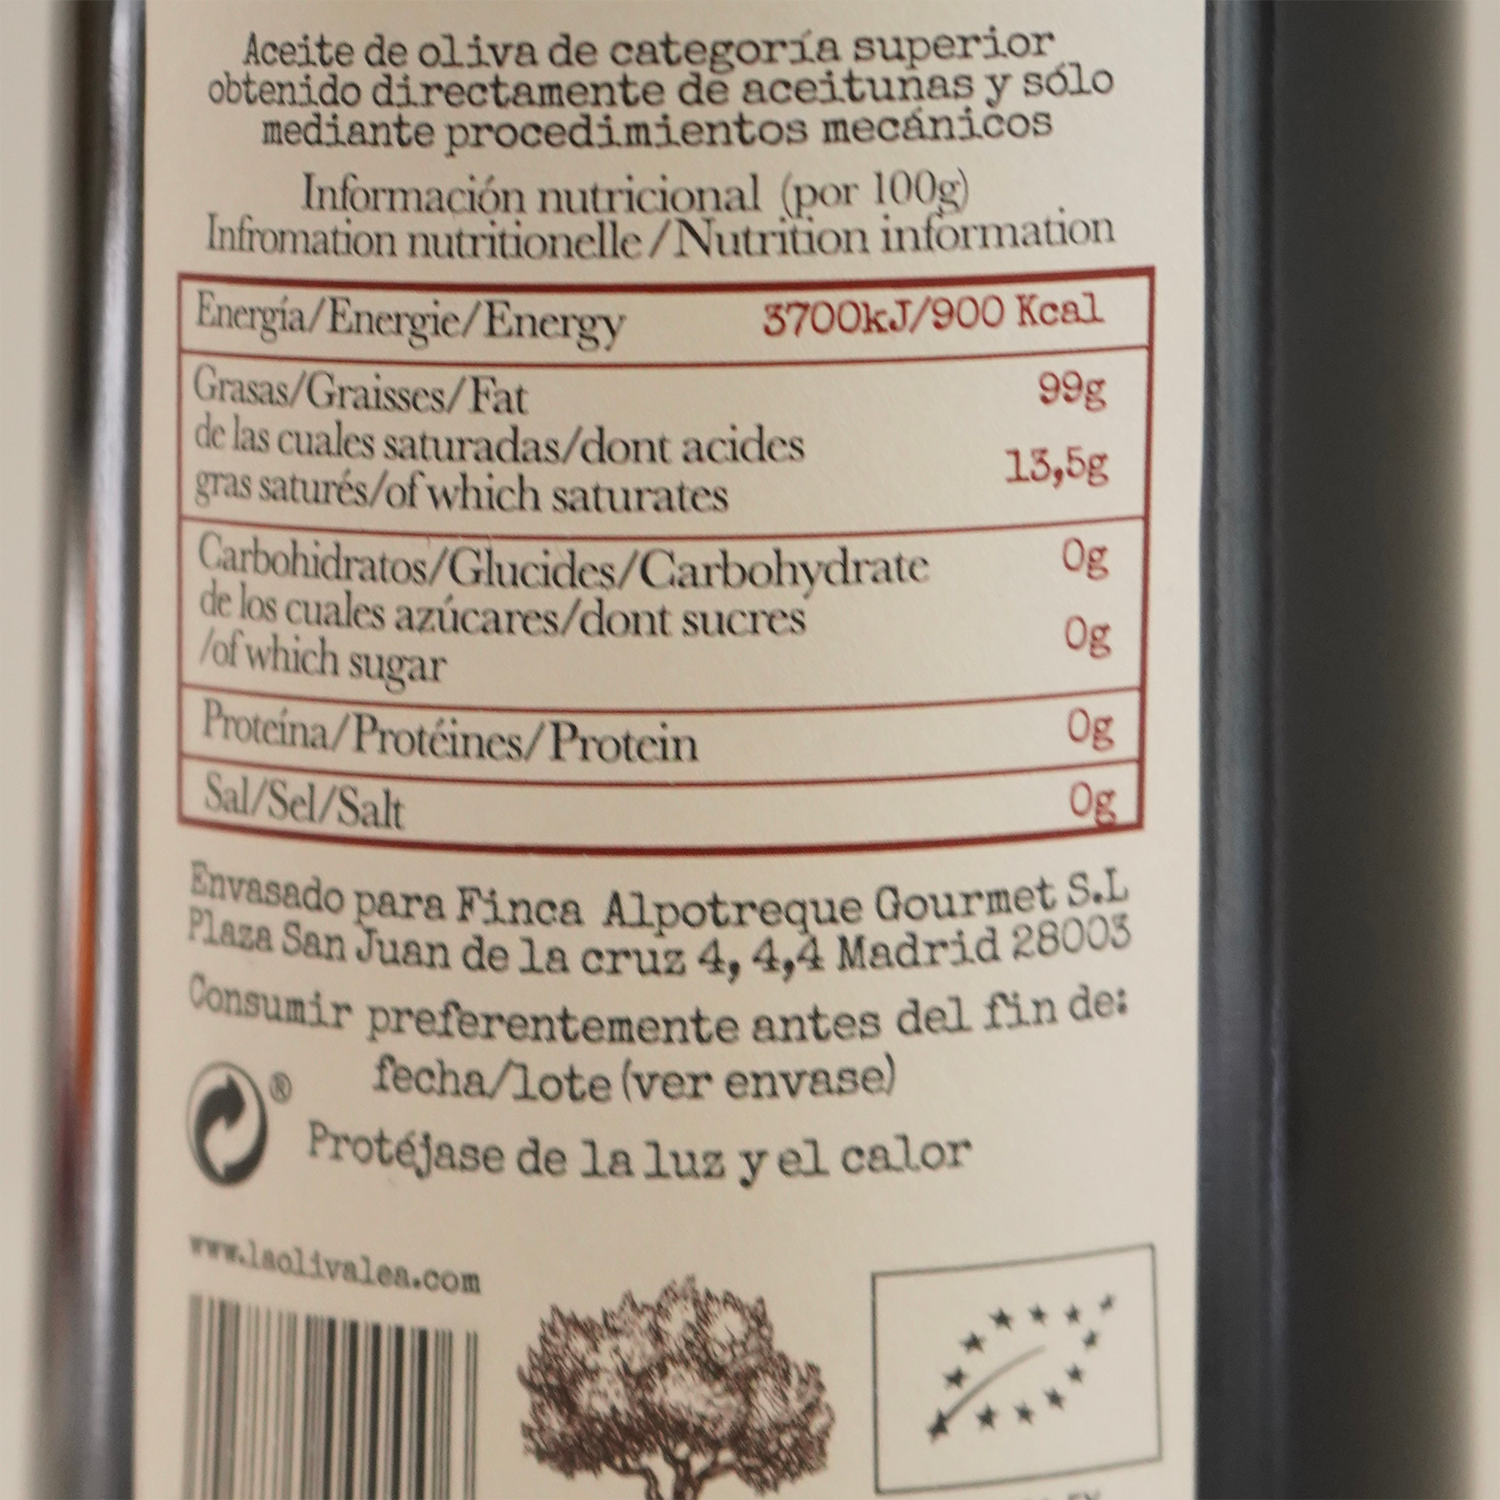 Aceite de oliva de categoría superior
obtenido directamente de aceitunas y sólo
mediante procedimientos mecánicos
Información nutricional (por 100g)
Infromation nutritionelle/Nutrition information
Energía/Energie/Energy 3700kJ/900 Kcal
Grasas/Graisses/Fat 99g
de las cuales saturadas/dont acides
gras saturés/of which saturates 13,5g
Carbohidratos/Glucides/Carbohydrate 0g
de los cuales azúcares/dont sucres 0g
/of which sugar
Proteína/Protéines/Protein 0g
Sal/Sel/Salt 0g
Envasado para Finca Alpotreque Gourmet S.L
Plaza San Juan de la cruz 4, 4,4 Madrid 28003
Consumir preferentemente antes del fin de:
fecha/lote (ver envase)
®
Protéjase de la luz y el calor
www.laolivalea.com